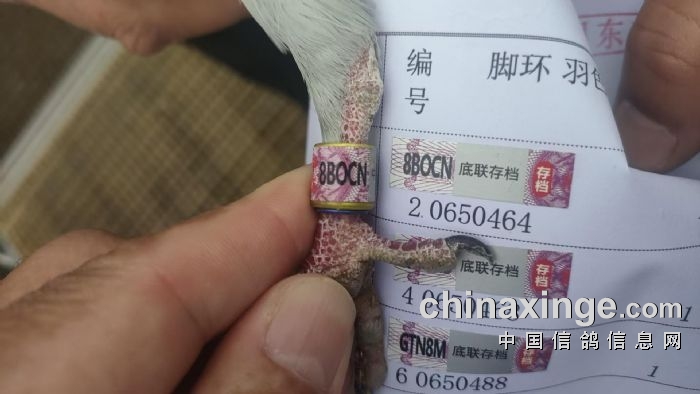 东
编号
脚环 羽色
8BOCN
8BOCN 底联存档 存档
2 0650464
底联存档 存档
4
1
chinaxinge.com
中国信鸽信息网
GTN8M 底联存档 存档
1
6 0650488